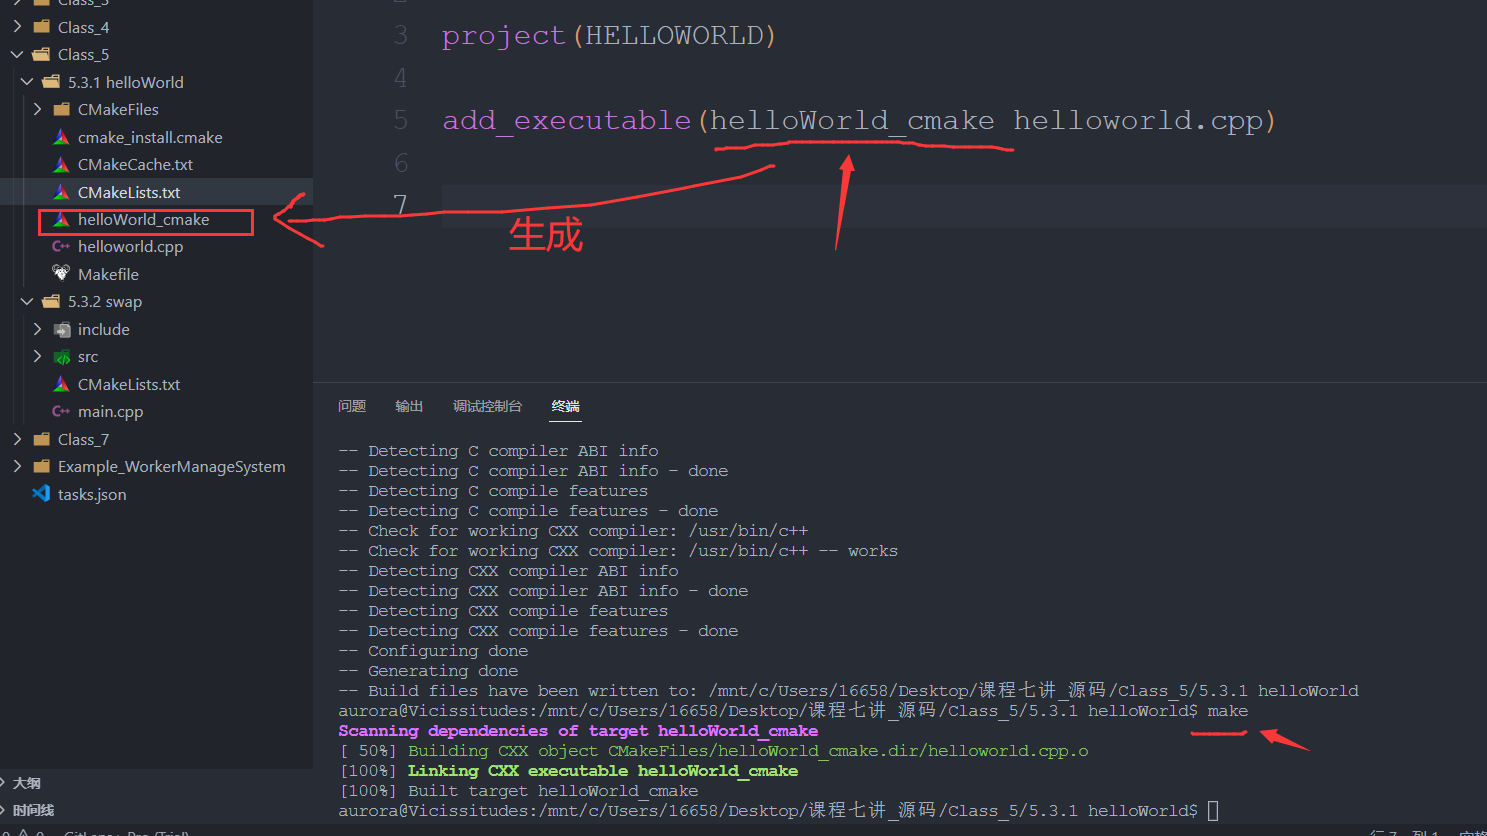 Class_3
Class_4
Class_5
5.3.1 helloWorld
CMakeFiles
cmake_install.cmake
CMakeCache.txt
CMakeLists.txt
helloWorld_cmake
helloworld.cpp
Makefile
5.3.2 swap
include
src
CMakeLists.txt
main.cpp
Class_7
Example_WorkerManageSystem
tasks.json
大纲
时间线
3 project(HELLOWORLD)
4
5 add_executable(helloWorld_cmake helloworld.cpp)
6
7
生成
问题 输出 调试控制台 终端
-- Detecting C compiler ABI info
-- Detecting C compiler ABI info - done
-- Detecting C compile features
-- Detecting C compile features - done
-- Check for working CXX compiler: /usr/bin/c++
-- Check for working CXX compiler: /usr/bin/c++ -- works
-- Detecting CXX compiler ABI info
-- Detecting CXX compiler ABI info - done
-- Detecting CXX compile features
-- Detecting CXX compile features - done
-- Configuring done
-- Generating done
-- Build files have been written to: /mnt/c/Users/16658/Desktop/课程七讲_源码/Class_5/5.3.1 helloWorld
aurora@Vicissitudes:/mnt/c/Users/16658/Desktop/课程七讲_源码/Class_5/5.3.1 helloWorld$ make
Scanning dependencies of target helloWorld_cmake
[ 50%] Building CXX object CMakeFiles/helloWorld_cmake.dir/helloworld.cpp.o
[100%] Linking CXX executable helloWorld_cmake
[100%] Built target helloWorld_cmake
aurora@Vicissitudes:/mnt/c/Users/16658/Desktop/课程七讲_源码/Class_5/5.3.1 helloWorld$